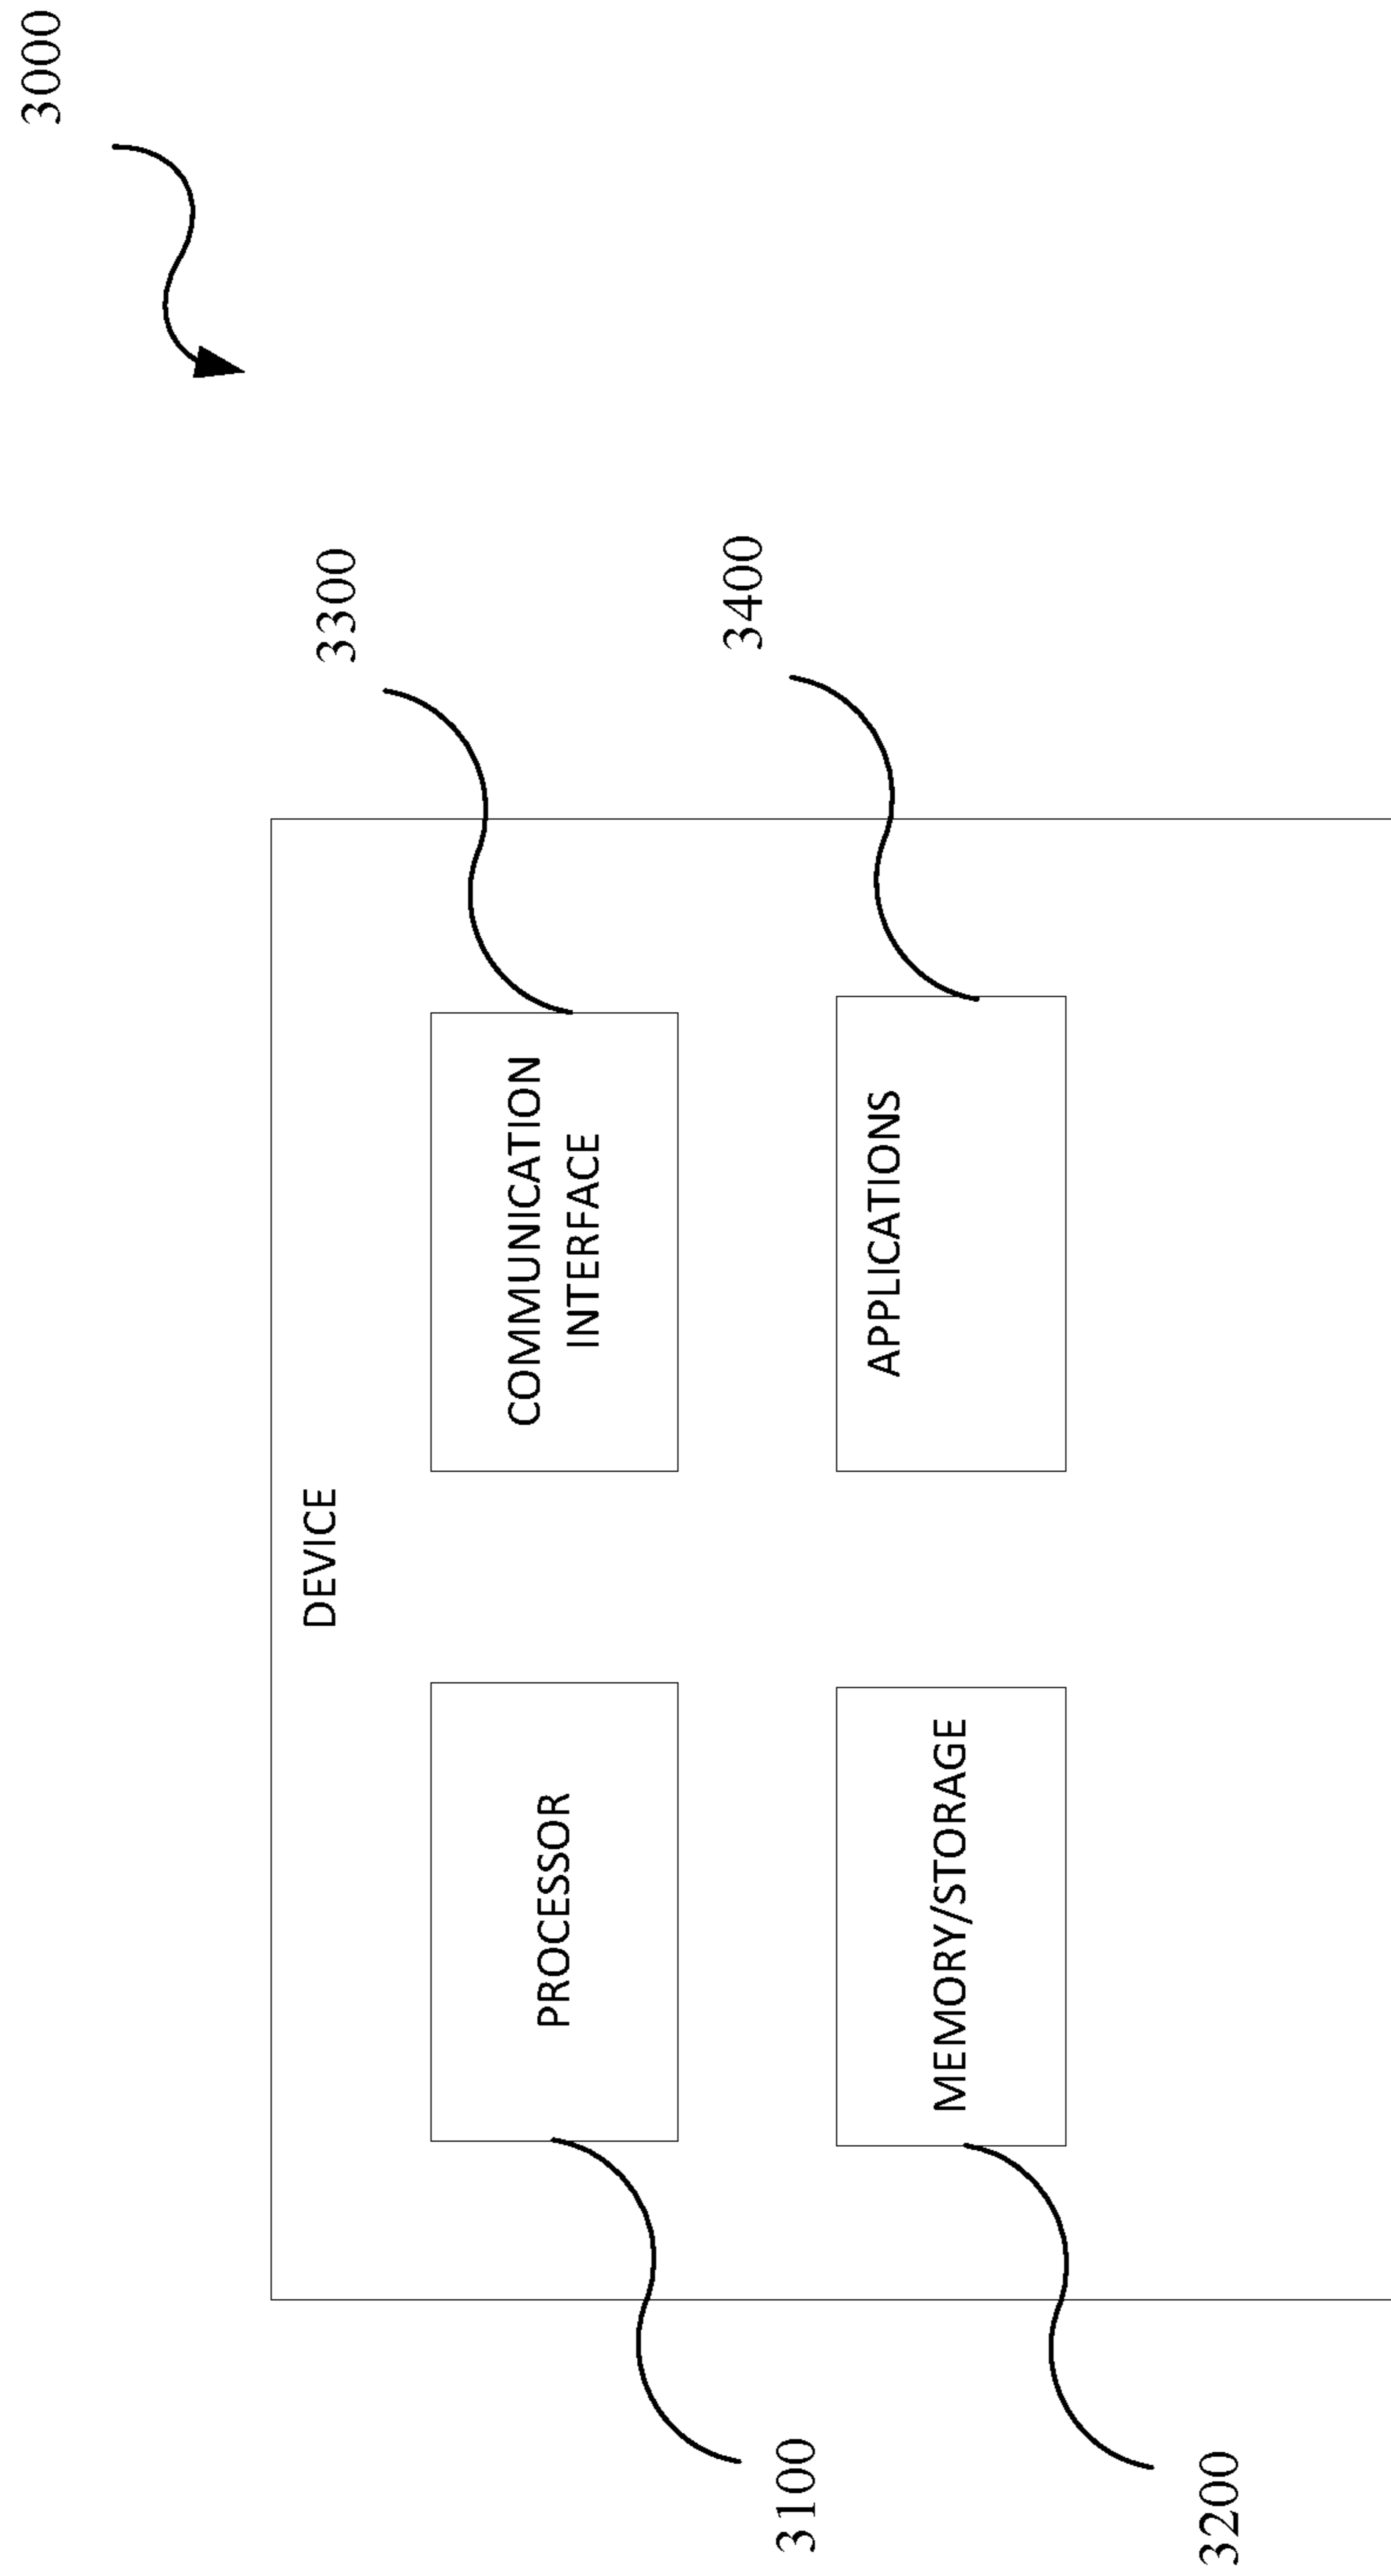 3000
3300
3400
DEVICE
PROCESSOR
COMMUNICATION
INTERFACE
MEMORY/STORAGE
APPLICATIONS
3100
3200